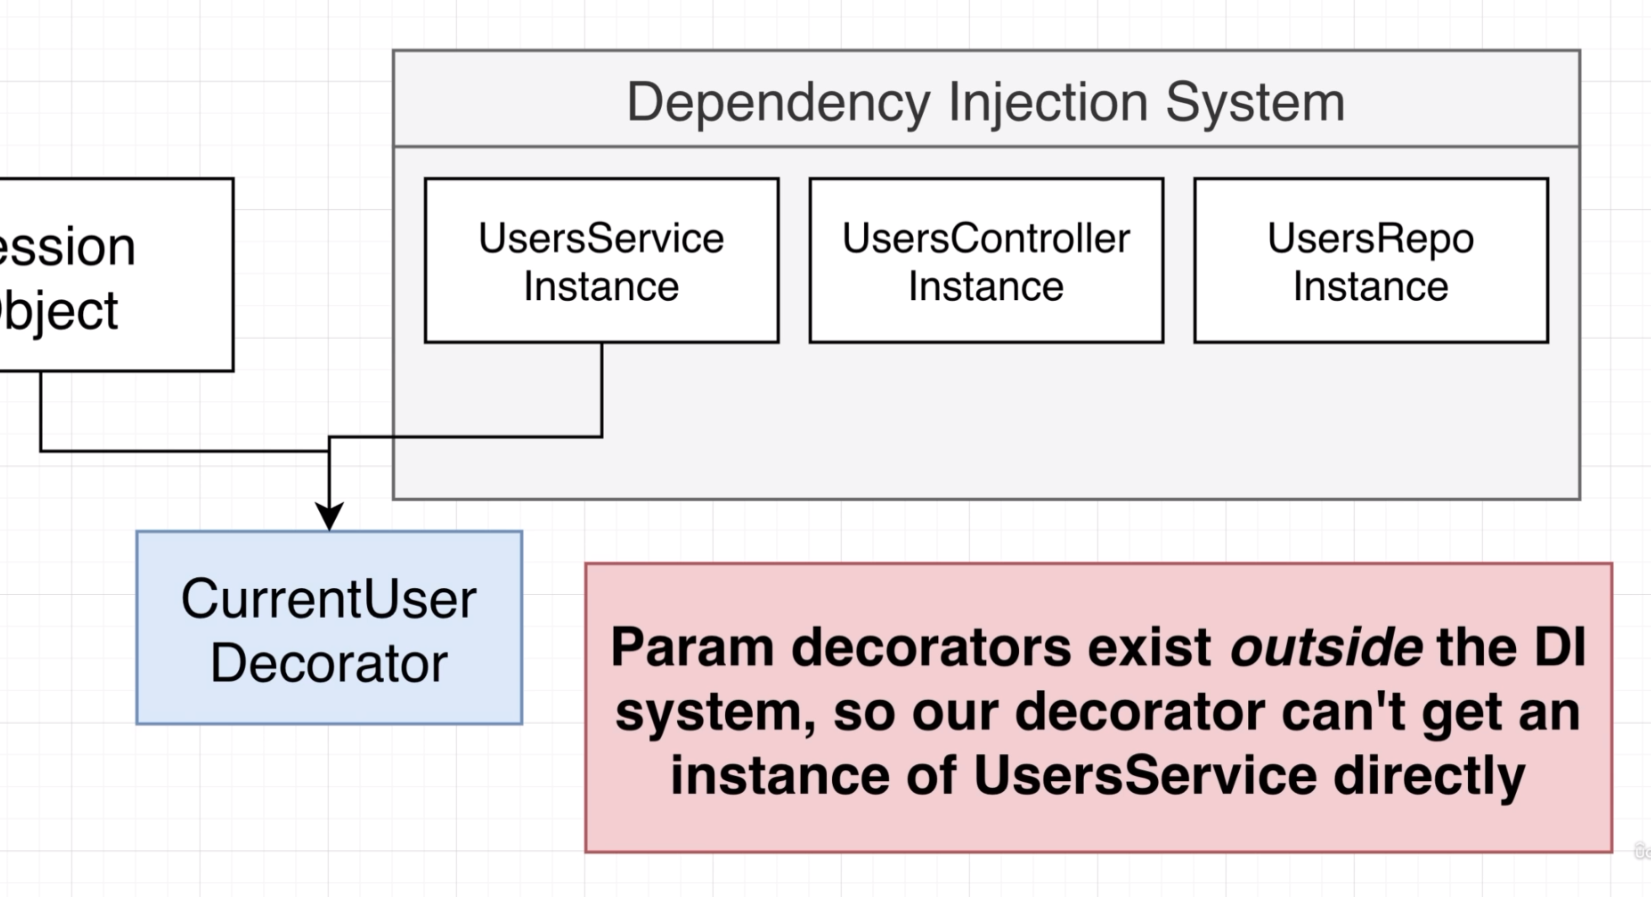 Dependency Injection System
ession
bject
UsersService
Instance
UsersController
Instance
UsersRepo
Instance
CurrentUser
Decorator
Param decorators exist outside the DI
system, so our decorator can't get an
instance of UsersService directly